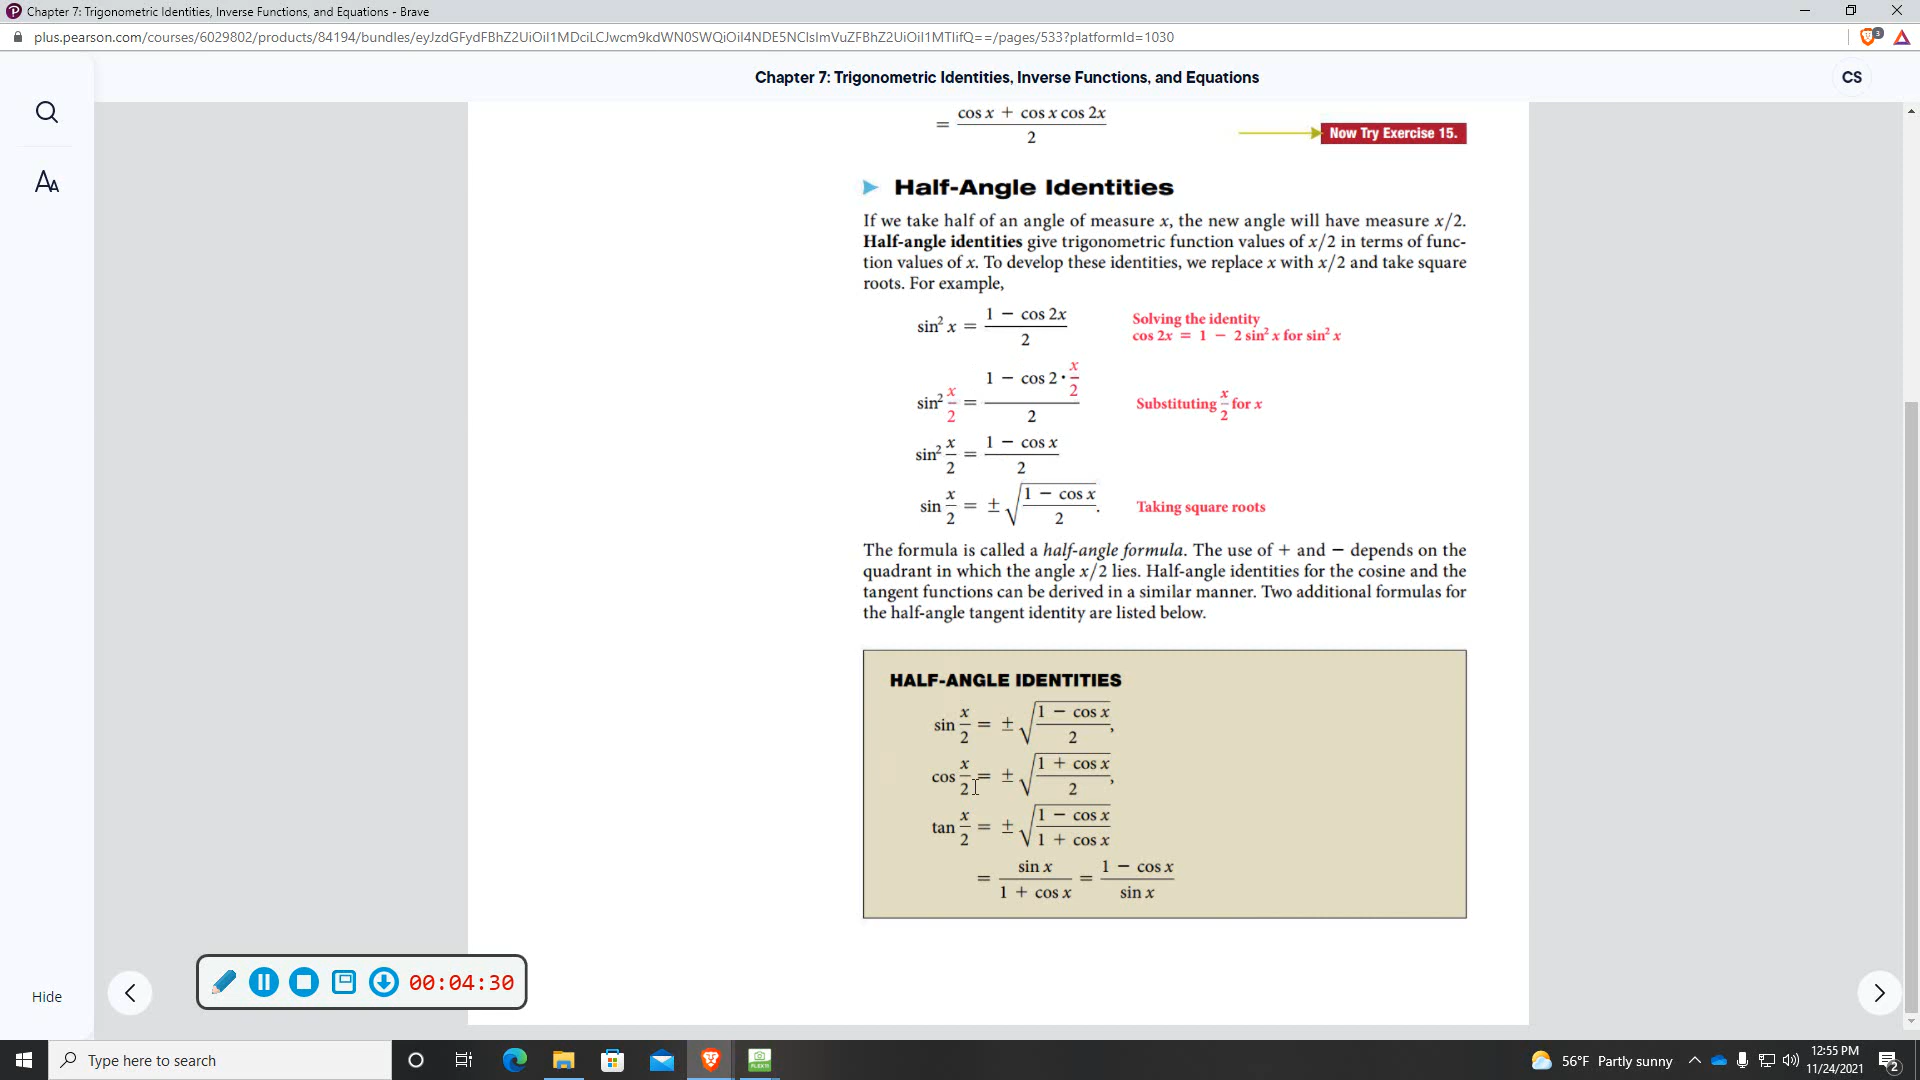 Chapter 7: Trigonometric Identities, Inverse Functions, and Equations - Brave
plus.pearson.com/courses/6029802/products/84194/bundles/eyJzdGFydFBhZ2UiOiI1MDciLCJwcm9kdWN0SWQiOiI4NDE5NCIsImVuZFBhZ2UiOiI1MTIifQ==/pages/533?platformId=1030
3
Chapter 7: Trigonometric Identities, Inverse Functions, and Equations
CS
= (cos x + cos x cos 2x)/2
Now Try Exercise 15.
Half-Angle Identities
If we take half of an angle of measure x, the new angle will have measure x/2.
Half-angle identities give trigonometric function values of x/2 in terms of func-
tion values of x. To develop these identities, we replace x with x/2 and take square
roots. For example,
sin² x = (1 − cos 2x)/2
Solving the identity
cos 2x = 1 − 2 sin² x for sin² x
sin² x/2 = (1 − cos 2 · x/2)/2
Substituting x/2 for x
sin² x/2 = (1 − cos x)/2
sin x/2 = ± √((1 − cos x)/2).
Taking square roots
The formula is called a half-angle formula. The use of + and − depends on the
quadrant in which the angle x/2 lies. Half-angle identities for the cosine and the
tangent functions can be derived in a similar manner. Two additional formulas for
the half-angle tangent identity are listed below.
HALF-ANGLE IDENTITIES
sin x/2 = ± √((1 − cos x)/2),
cos x/2 = ± √((1 + cos x)/2),
tan x/2 = ± √((1 − cos x)/(1 + cos x))
= sin x/(1 + cos x) = (1 − cos x)/sin x
Hide
00:04:30
Type here to search
56°F Partly sunny
12:55 PM
11/24/2021
2